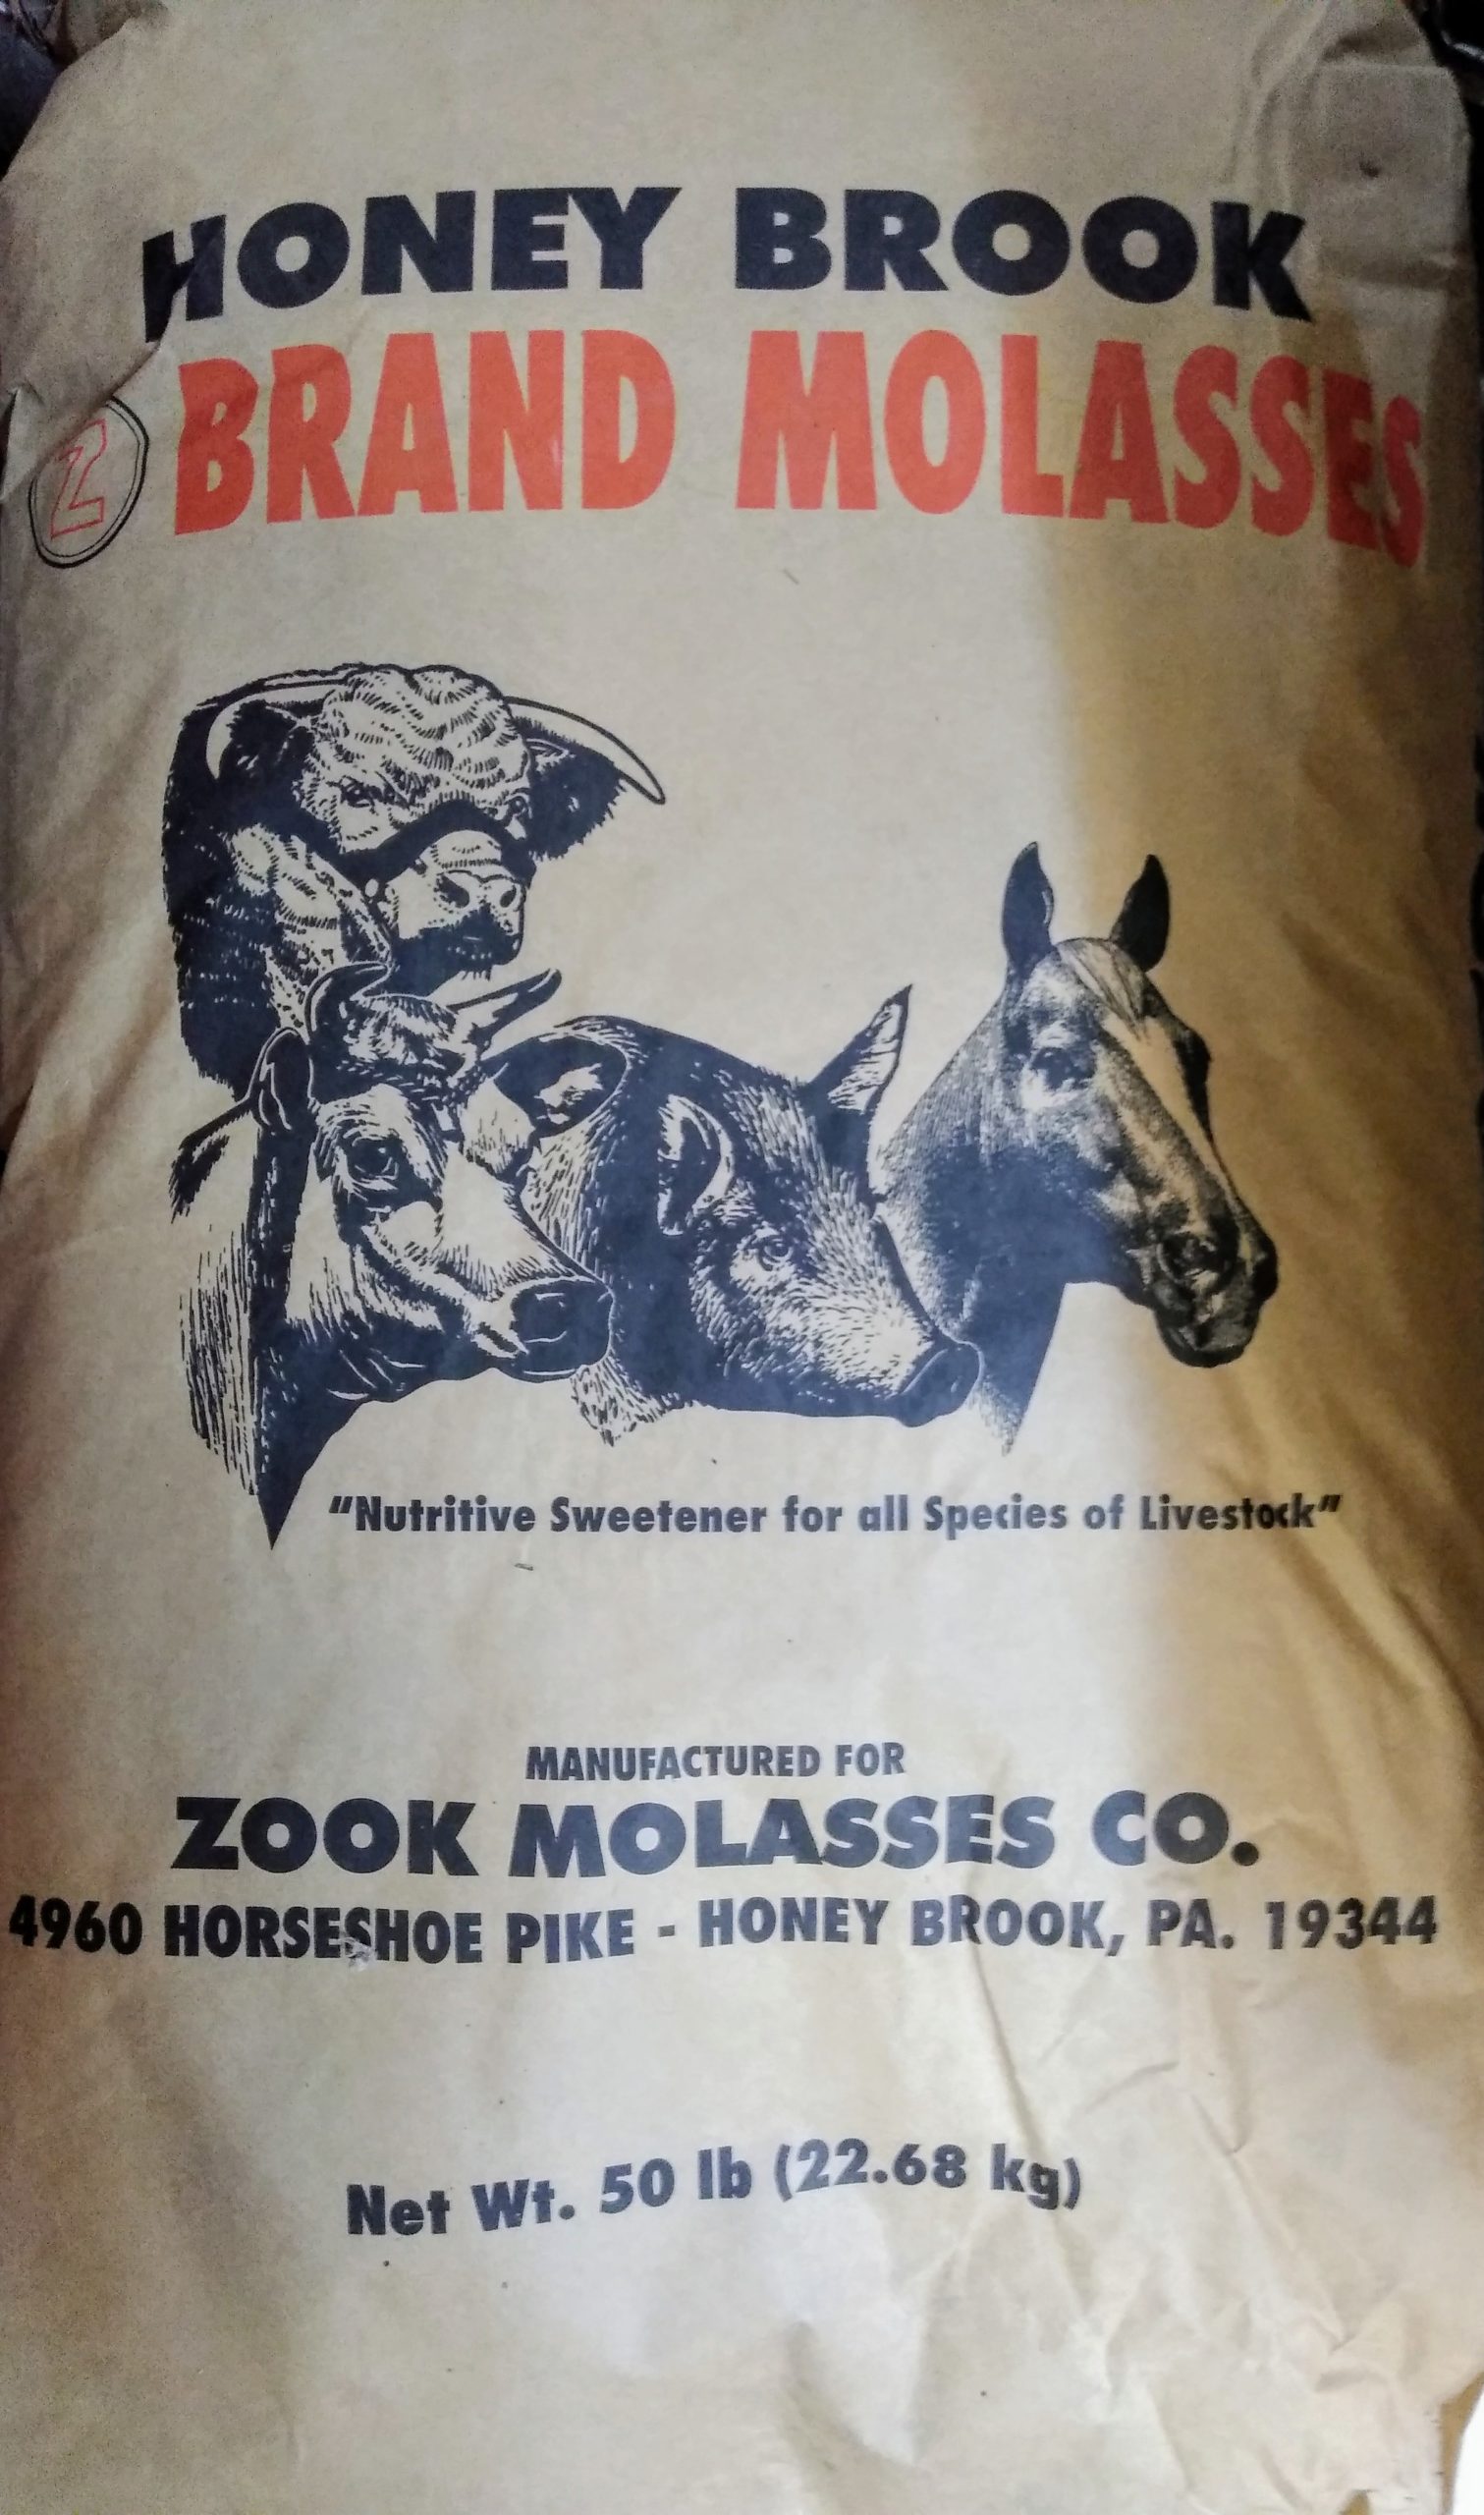 HONEY BROOK
Z BRAND MOLASSES
"Nutritive Sweetener for all Species of Livestock"
MANUFACTURED FOR
ZOOK MOLASSES CO.
4960 HORSESHOE PIKE - HONEY BROOK, PA. 19344
Net Wt. 50 lb (22.68 kg)